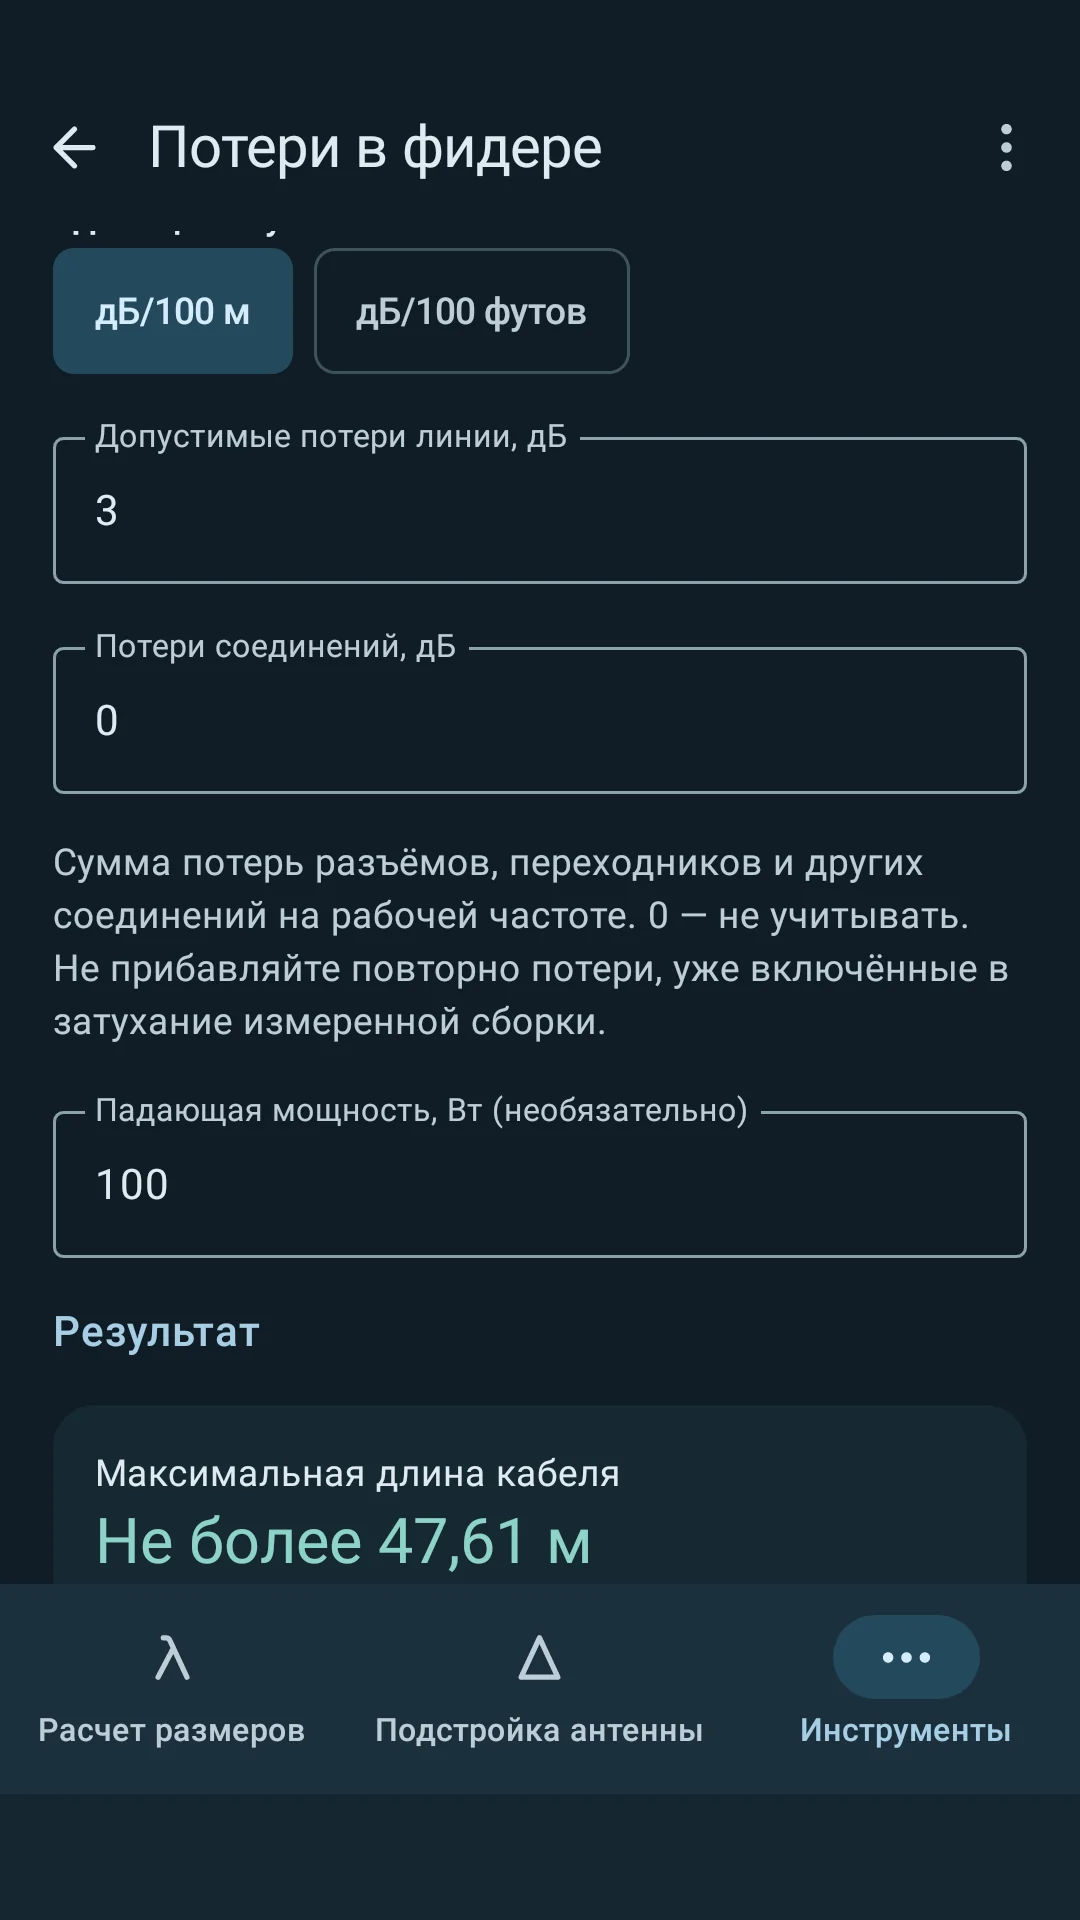 Потери в фидере
дБ/100 м
дБ/100 футов
Допустимые потери линии, дБ
3
Потери соединений, дБ
0
Сумма потерь разъёмов, переходников и других
соединений на рабочей частоте. 0 — не учитывать.
Не прибавляйте повторно потери, уже включённые в
затухание измеренной сборки.
Падающая мощность, Вт (необязательно)
100
Результат
Максимальная длина кабеля
Не более 47,61 м
Расчет размеров
Подстройка антенны
Инструменты